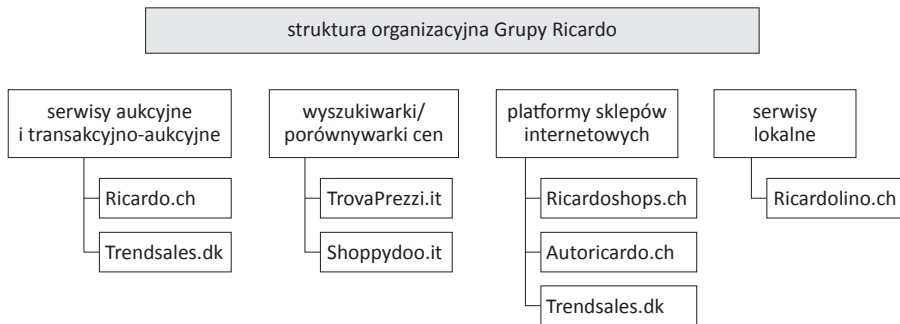 struktura organizacyjna Grupy Ricardo
serwisy aukcyjne
i transakcyjno-aukcyjne
Ricardo.ch
Trendsales.dk
wyszukiwarki/
porównywarki cen
TrovaPrezzi.it
Shoppydoo.it
platformy sklepów
internetowych
Ricardoshops.ch
Autoricardo.ch
Trendsales.dk
serwisy
lokalne
Ricardolino.ch